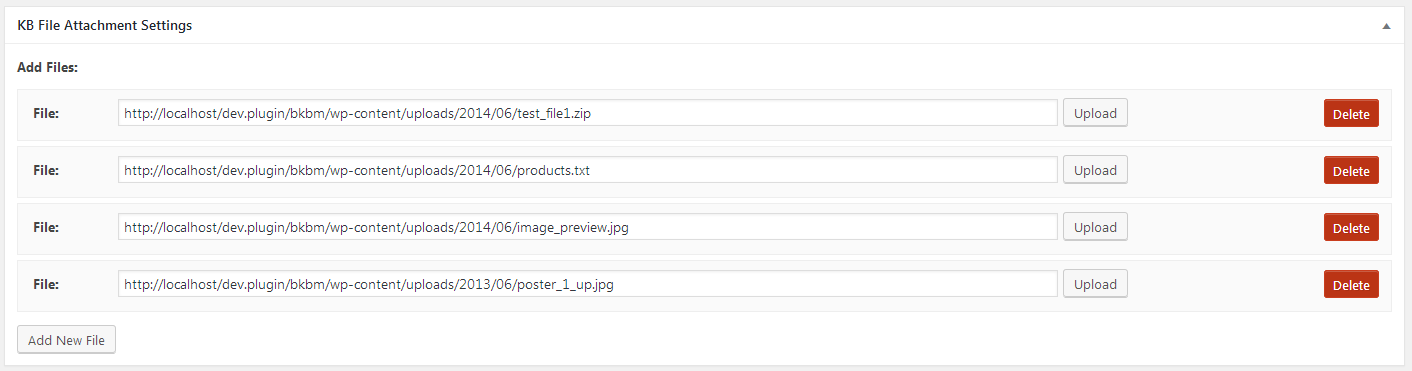 KB File Attachment Settings
Add Files:
File: http://localhost/dev.plugin/bkbm/wp-content/uploads/2014/06/test_file1.zip Upload Delete
File: http://localhost/dev.plugin/bkbm/wp-content/uploads/2014/06/products.txt Upload Delete
File: http://localhost/dev.plugin/bkbm/wp-content/uploads/2014/06/image_preview.jpg Upload Delete
File: http://localhost/dev.plugin/bkbm/wp-content/uploads/2013/06/poster_1_up.jpg Upload Delete
Add New File